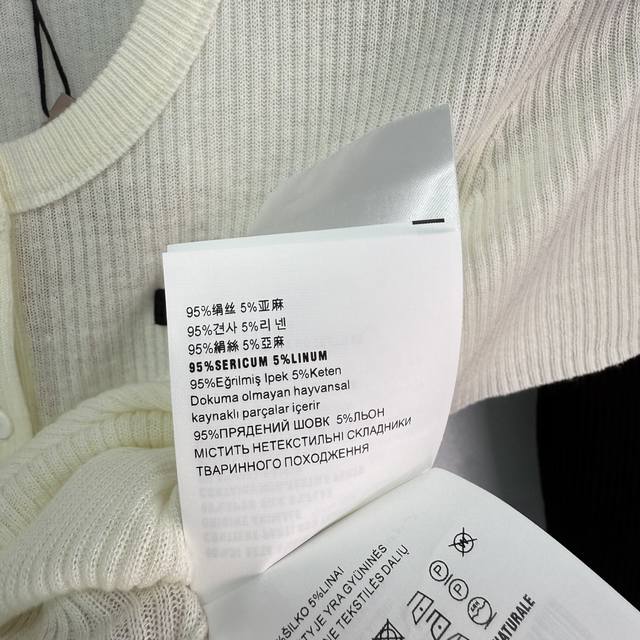 95%绢丝 5%亚麻
95%견사 5%리 넨
95%絹絲 5%亞麻
95%SERICUM 5%LINUM
95%Eğrilmiş Ipek 5%Keten
Dokuma olmayan hayvansal
kaynaklı parçalar içerir
95%ПРЯДЕНИЙ ШОВК 5%ЛЬОН
МІСТИТЬ НЕТЕКСТИЛЬНІ СКЛАДНИКИ
ТВАРИННОГО ПОХОДЖЕННЯ
%ŠILKO 5%LINAI
YRA GYVŪNINĖS
TEKSTILĖS DALIŲ
NATURALE